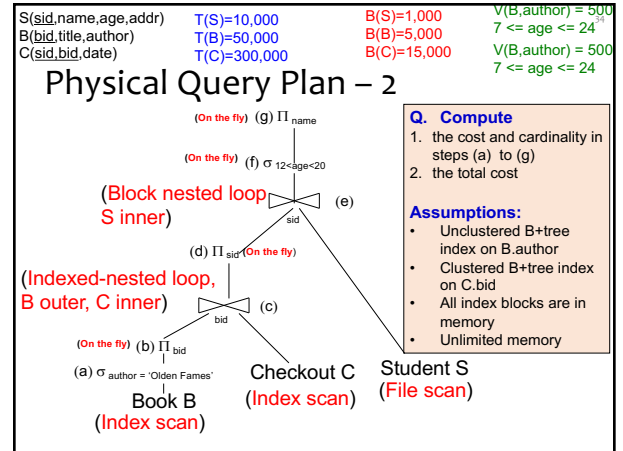 S(sid,name,age,addr)
B(bid,title,author)
C(sid,bid,date)
T(S)=10,000
T(B)=50,000
T(C)=300,000
B(S)=1,000
B(B)=5,000
B(C)=15,000
V(B,author) = 500
7 <= age <= 24
V(B,author) = 500
7 <= age <= 24
34
Physical Query Plan – 2
(On the fly) (g) Π name
(On the fly) (f) σ 12<age<20
(Block nested loop
S inner)
(e)
sid
(d) Π sid (On the fly)
(Indexed-nested loop,
B outer, C inner)
(c)
bid
(On the fly) (b) Π bid
(a) σ author = ‘Olden Fames’
Book B
(Index scan)
Checkout C
(Index scan)
Student S
(File scan)
Q. Compute
1. the cost and cardinality in
steps (a) to (g)
2. the total cost
Assumptions:
• Unclustered B+tree
index on B.author
• Clustered B+tree index
on C.bid
• All index blocks are in
memory
• Unlimited memory